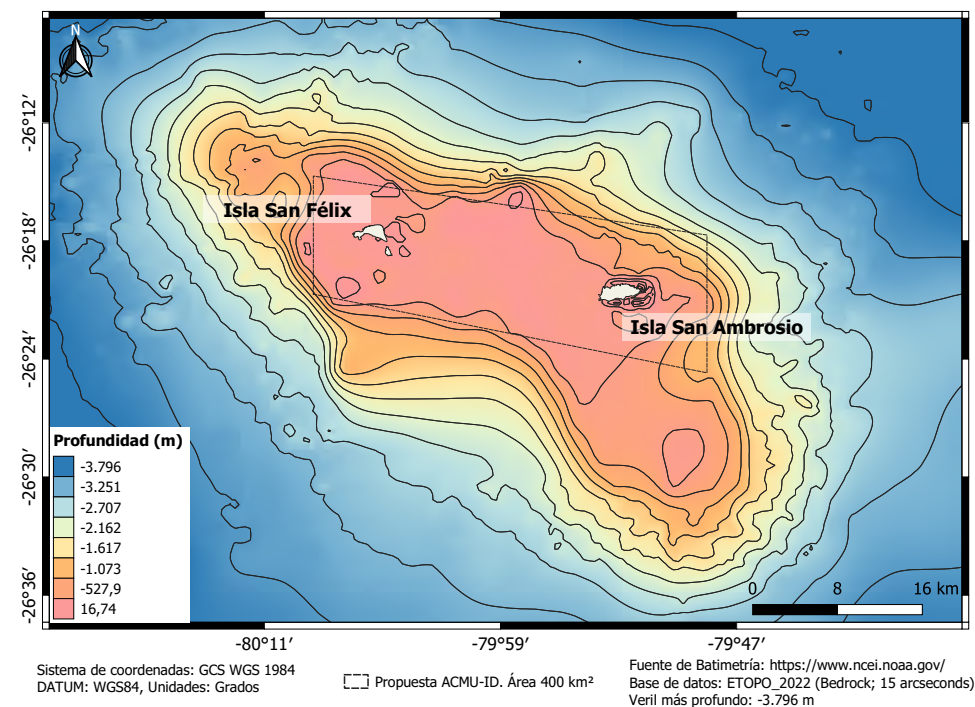 N
-26°12′
-26°18′
-26°24′
-26°30′
-26°36′
Isla San Félix
Isla San Ambrosio
Profundidad (m)
-3.796
-3.251
-2.707
-2.162
-1.617
-1.073
-527,9
16,74
0 8 16 km
-80°11′ -79°59′ -79°47′
Sistema de coordenadas: GCS WGS 1984
DATUM: WGS84, Unidades: Grados
Propuesta ACMU-ID. Área 400 km²
Fuente de Batimetría: https://www.ncei.noaa.gov/
Base de datos: ETOPO_2022 (Bedrock; 15 arcseconds)
Veril más profundo: -3.796 m